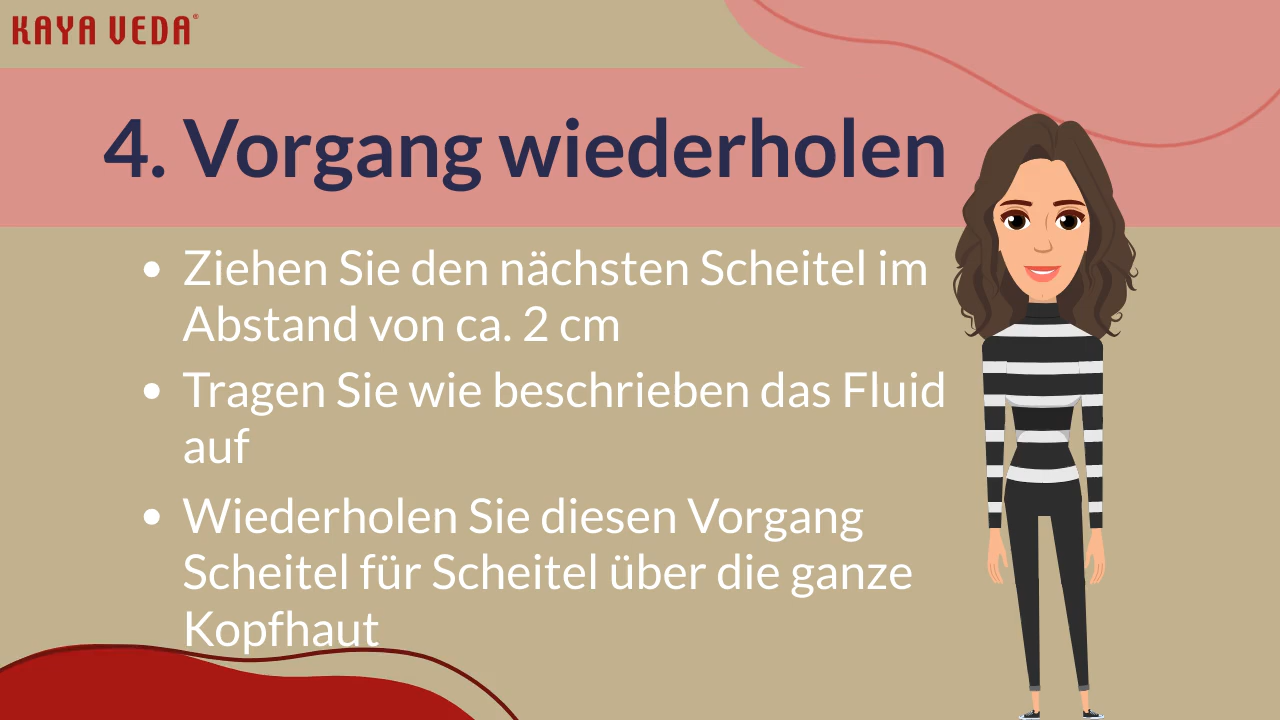 KAYA VEDA®
4. Vorgang wiederholen
• Ziehen Sie den nächsten Scheitel im
Abstand von ca. 2 cm
• Tragen Sie wie beschrieben das Fluid
auf
• Wiederholen Sie diesen Vorgang
Scheitel für Scheitel über die ganze
Kopfhaut